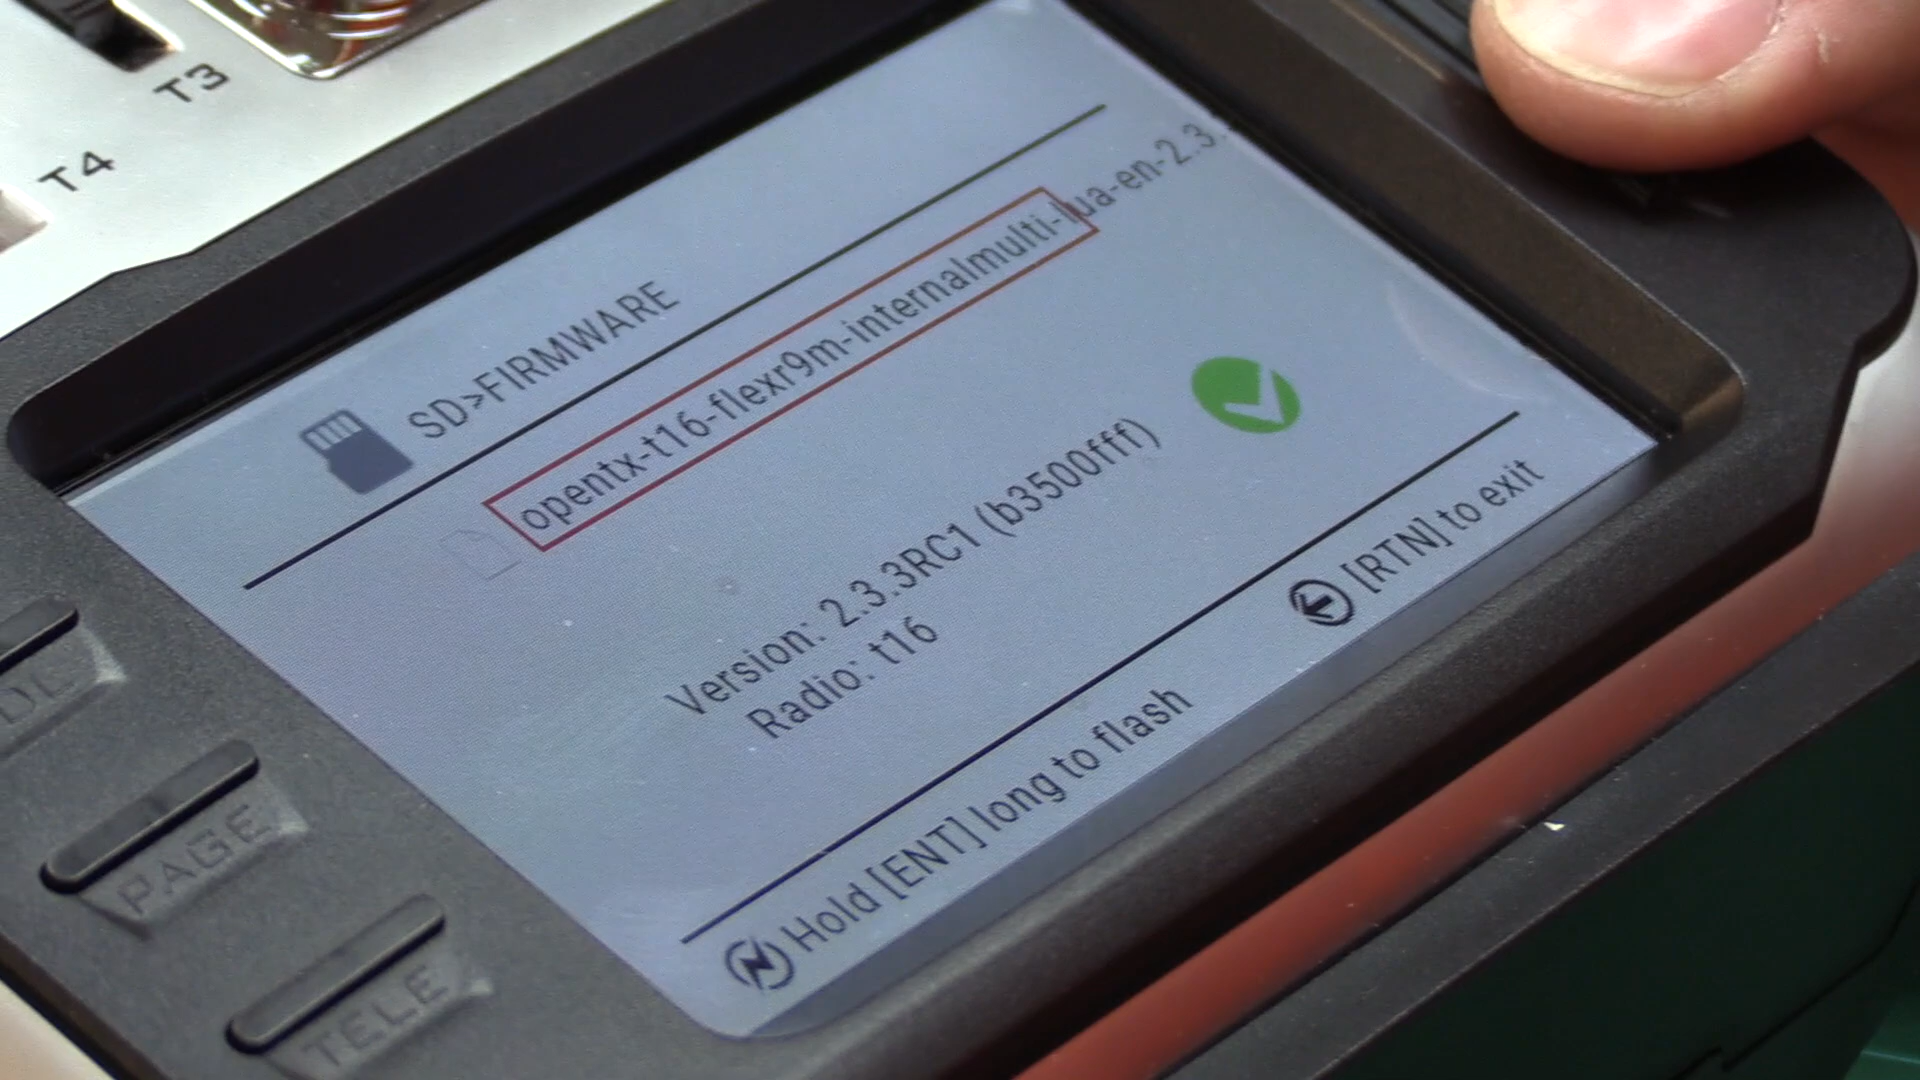 T3
T4
SD>FIRMWARE
opentx-t16-flexr9m-internalmulti-lua-en-2.3.
Version: 2.3.3RC1 (b3500fff)
Radio: t16
Hold [ENT] long to flash
[RTN] to exit
PAGE
TELE